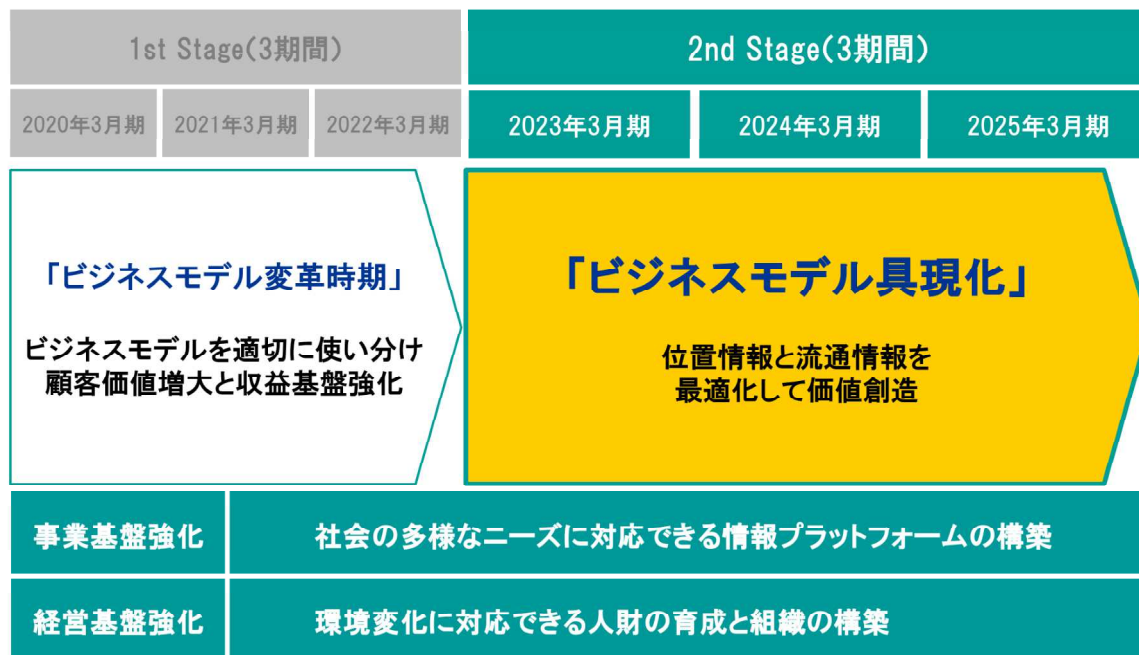 1st Stage(3期間)
2nd Stage(3期間)
2020年3月期
2021年3月期
2022年3月期
2023年3月期
2024年3月期
2025年3月期
「ビジネスモデル変革時期」
ビジネスモデルを適切に使い分け
顧客価値増大と収益基盤強化
「ビジネスモデル具現化」
位置情報と流通情報を
最適化して価値創造
事業基盤強化
社会の多様なニーズに対応できる情報プラットフォームの構築
経営基盤強化
環境変化に対応できる人財の育成と組織の構築